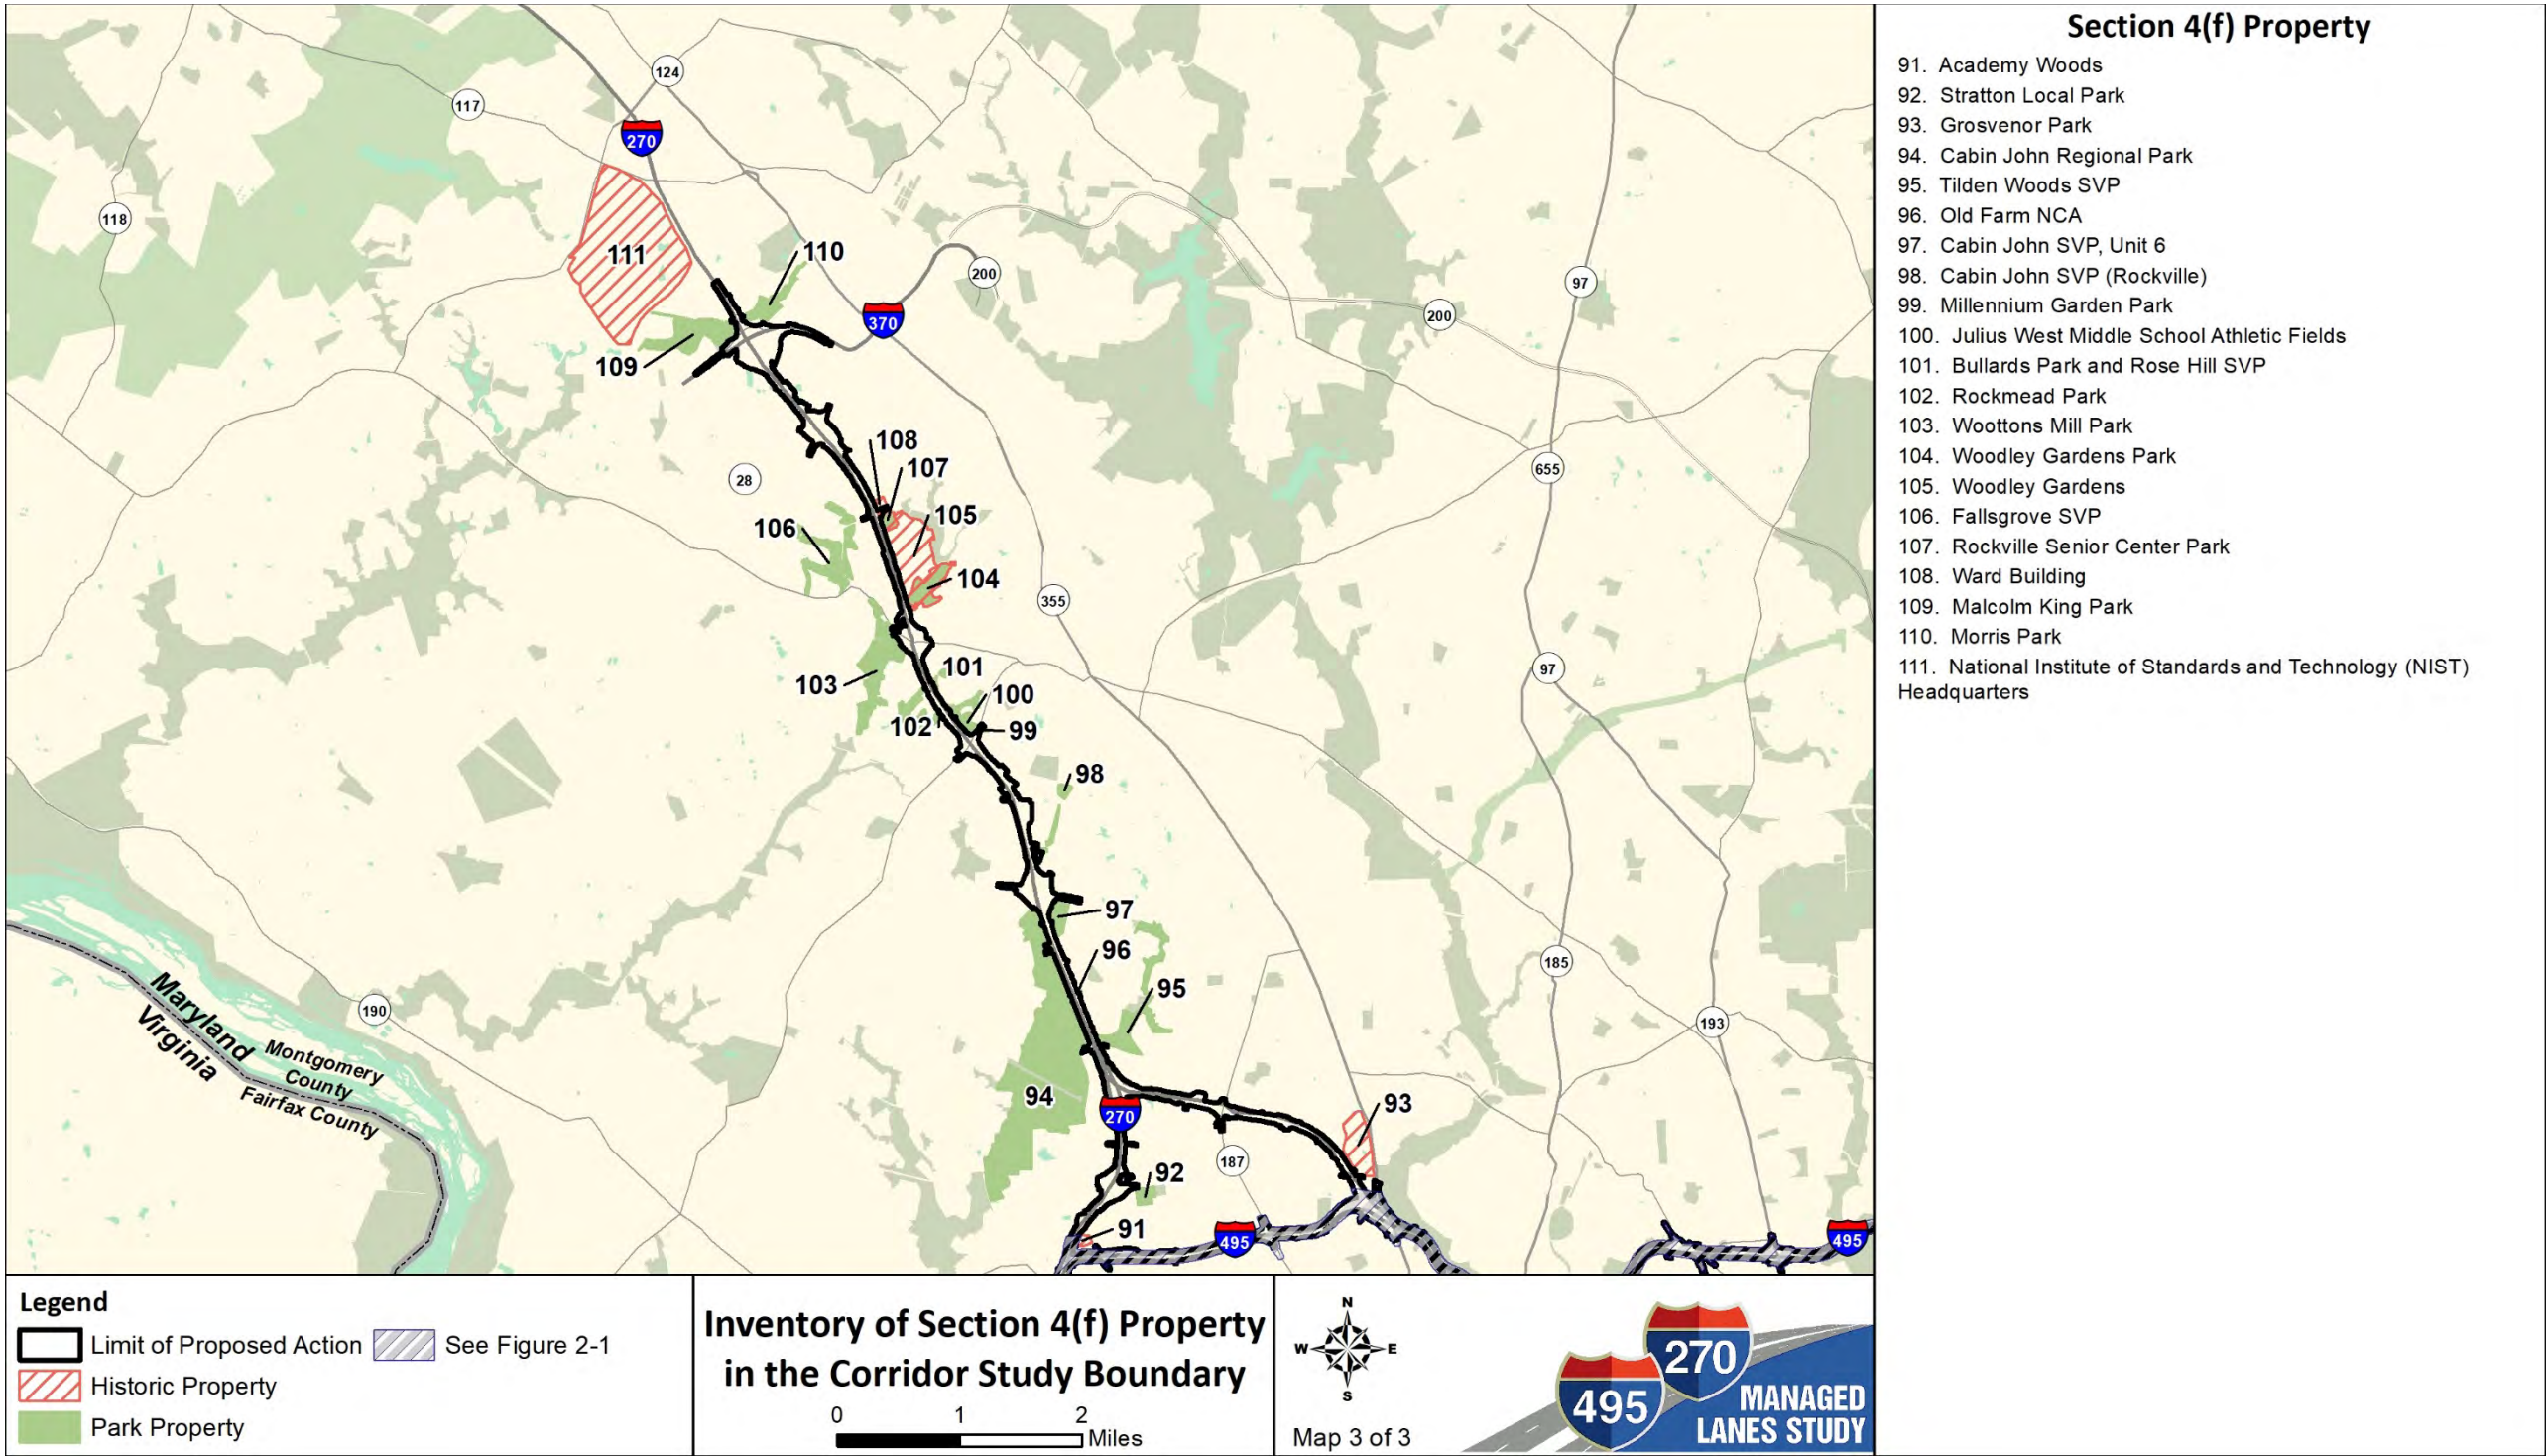 124
117
270
118
111
110
200
370
97
200
109
108
107
655
28
105
106
104
355
101
97
103
100
102
99
98
97
96
185
95
190
193
Maryland
Virginia
Montgomery
County
Fairfax County
94
270
93
187
92
91
495
495
Section 4(f) Property
91. Academy Woods
92. Stratton Local Park
93. Grosvenor Park
94. Cabin John Regional Park
95. Tilden Woods SVP
96. Old Farm NCA
97. Cabin John SVP, Unit 6
98. Cabin John SVP (Rockville)
99. Millennium Garden Park
100. Julius West Middle School Athletic Fields
101. Bullards Park and Rose Hill SVP
102. Rockmead Park
103. Woottons Mill Park
104. Woodley Gardens Park
105. Woodley Gardens
106. Fallsgrove SVP
107. Rockville Senior Center Park
108. Ward Building
109. Malcolm King Park
110. Morris Park
111. National Institute of Standards and Technology (NIST)
Headquarters
Legend
Limit of Proposed Action
See Figure 2-1
Historic Property
Park Property
Inventory of Section 4(f) Property
in the Corridor Study Boundary
0 1 2
Miles
N
W E
S
Map 3 of 3
270
495
MANAGED
LANES STUDY